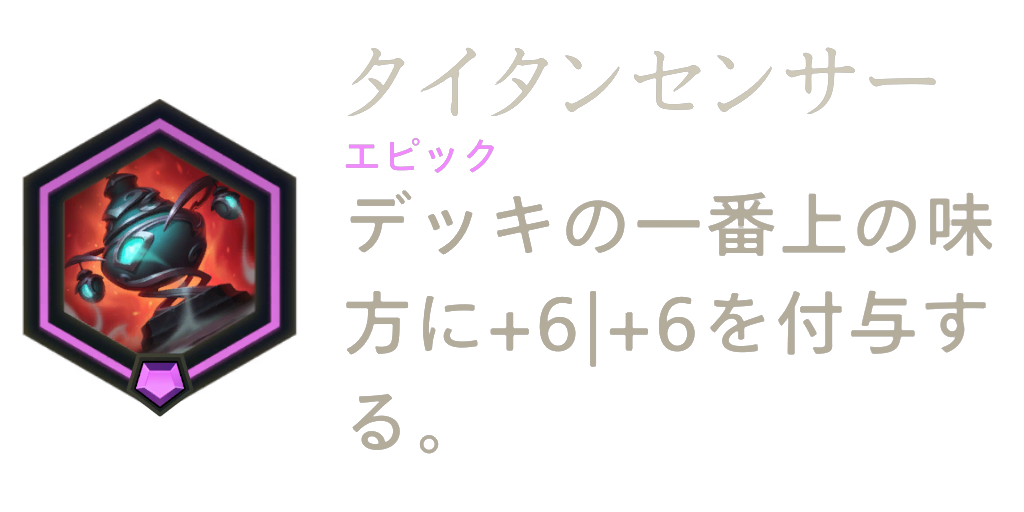 タイタンセンサー
エピック
デッキの一番上の味
方に+6|+6を付与す
る。